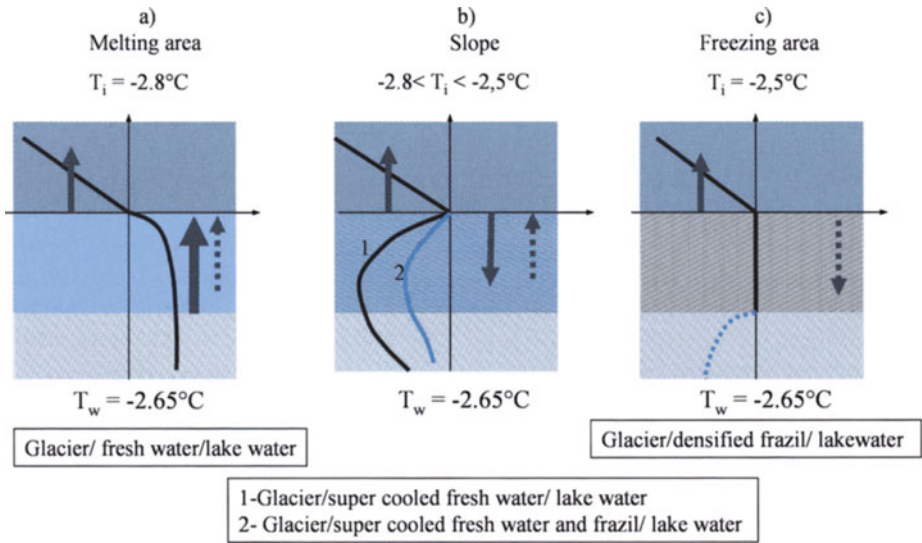 a)
Melting area
T_i = -2.8°C
b)
Slope
-2.8< T_i < -2,5°C
c)
Freezing area
T_i = -2,5°C
1
2
T_w = -2.65°C
T_w = -2.65°C
T_w = -2.65°C
Glacier/ fresh water/lake water
Glacier/densified frazil/ lakewater
1-Glacier/super cooled fresh water/ lake water
2- Glacier/super cooled fresh water and frazil/ lake water